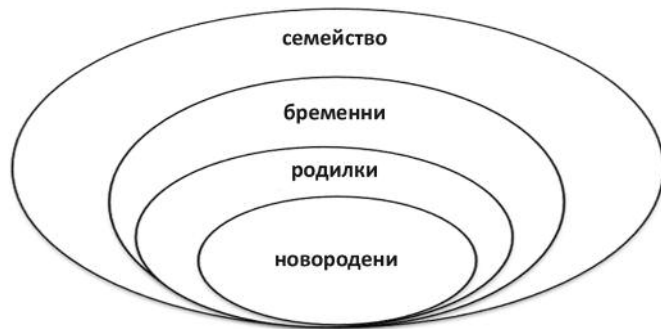 семейство
бременни
родилки
новородени